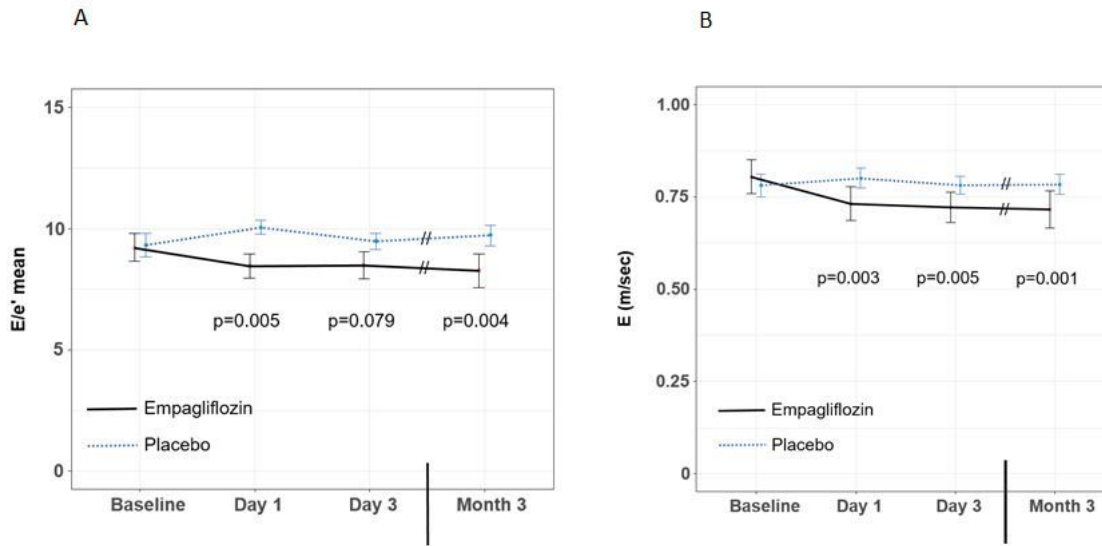 A
E/e' mean
15
10
5
0
//
//
p=0.005 p=0.079 p=0.004
Empagliflozin
Placebo
Baseline Day 1 Day 3 Month 3
B
E (m/sec)
1.00
0.75
0.50
0.25
0
//
//
p=0.003 p=0.005 p=0.001
Empagliflozin
Placebo
Baseline Day 1 Day 3 Month 3